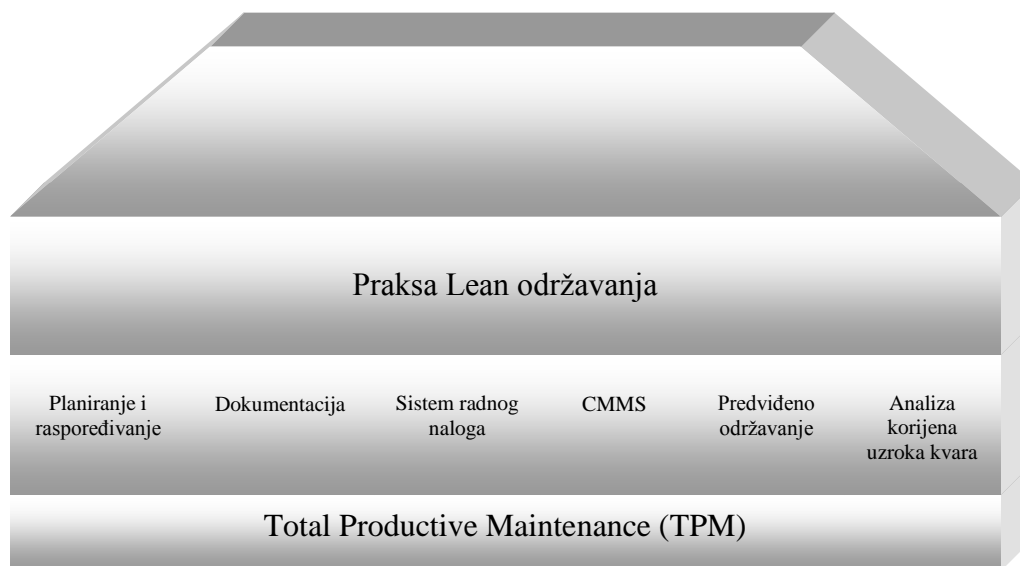 Praksa Lean održavanja
Planiranje i
raspoređivanje
Dokumentacija
Sistem radnog
naloga
CMMS
Predviđeno
održavanje
Analiza
korijena
uzroka kvara
Total Productive Maintenance (TPM)